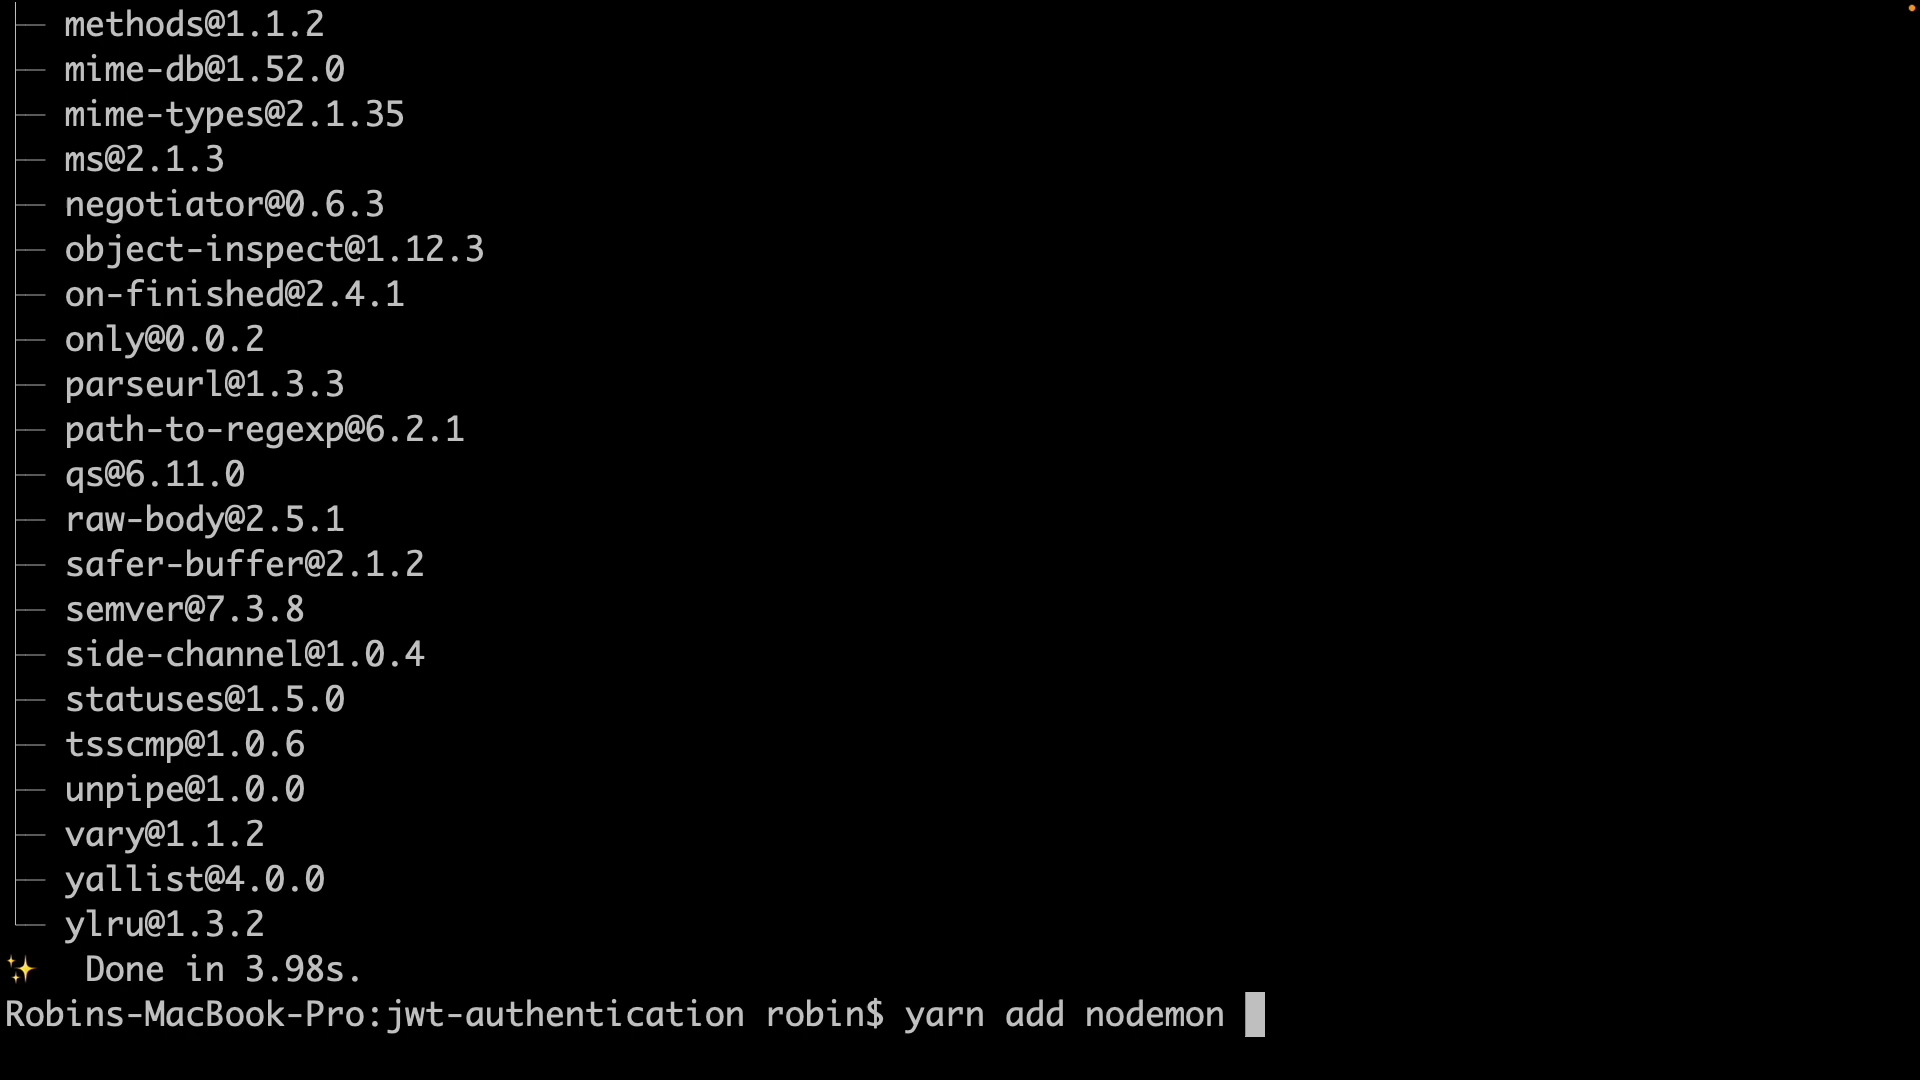 methods@1.1.2
mime-db@1.52.0
mime-types@2.1.35
ms@2.1.3
negotiator@0.6.3
object-inspect@1.12.3
on-finished@2.4.1
only@0.0.2
parseurl@1.3.3
path-to-regexp@6.2.1
qs@6.11.0
raw-body@2.5.1
safer-buffer@2.1.2
semver@7.3.8
side-channel@1.0.4
statuses@1.5.0
tsscmp@1.0.6
unpipe@1.0.0
vary@1.1.2
yallist@4.0.0
ylru@1.3.2
✨ Done in 3.98s.
Robins-MacBook-Pro:jwt-authentication robin$ yarn add nodemon